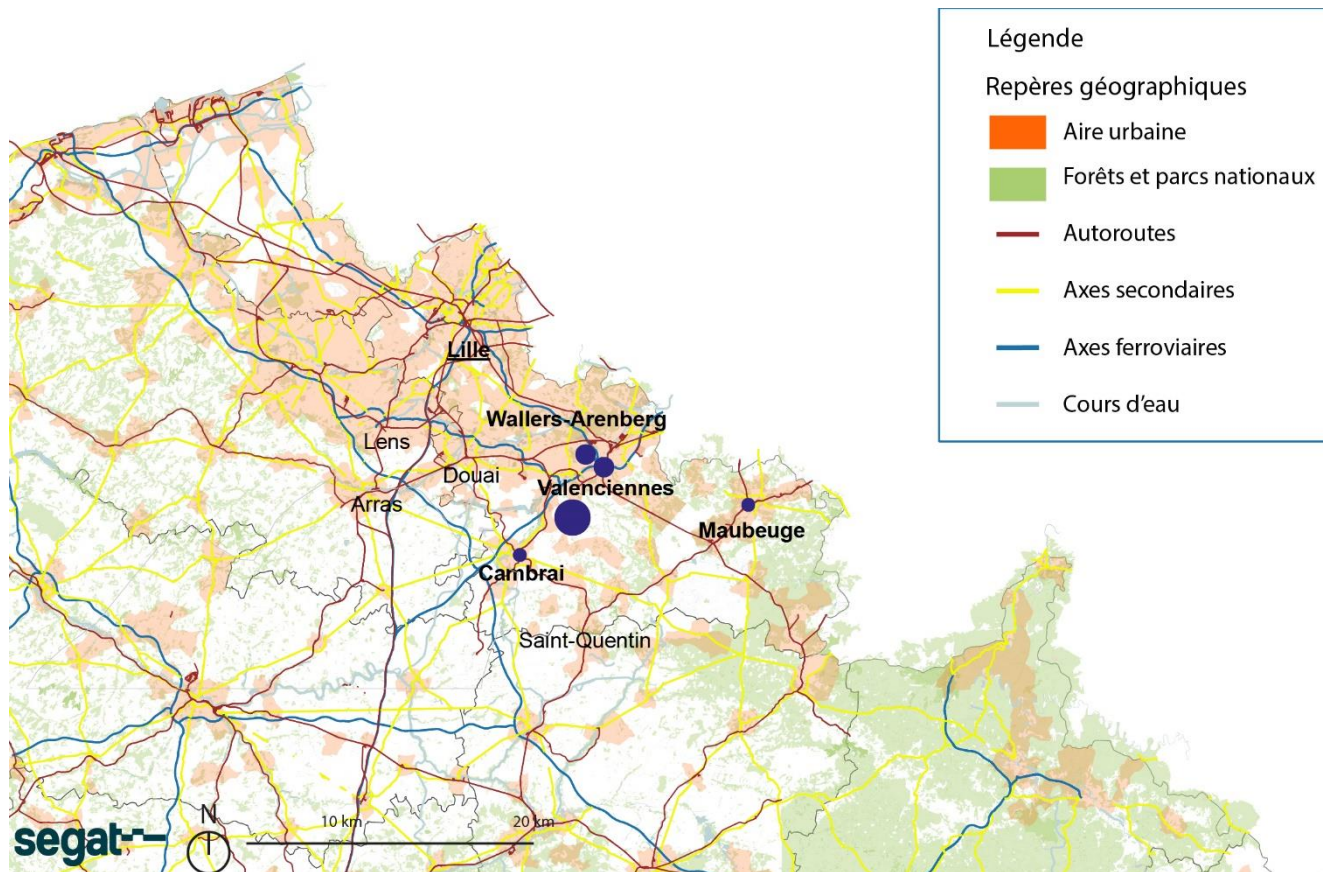 Légende
Repères géographiques
Aire urbaine
Forêts et parcs nationaux
Autoroutes
Axes secondaires
Axes ferroviaires
Cours d'eau
Lille
Wallers-Arenberg
Lens
Douai
Valenciennes
Arras
Maubeuge
Cambrai
Saint-Quentin
segat
N
10 km
20 km